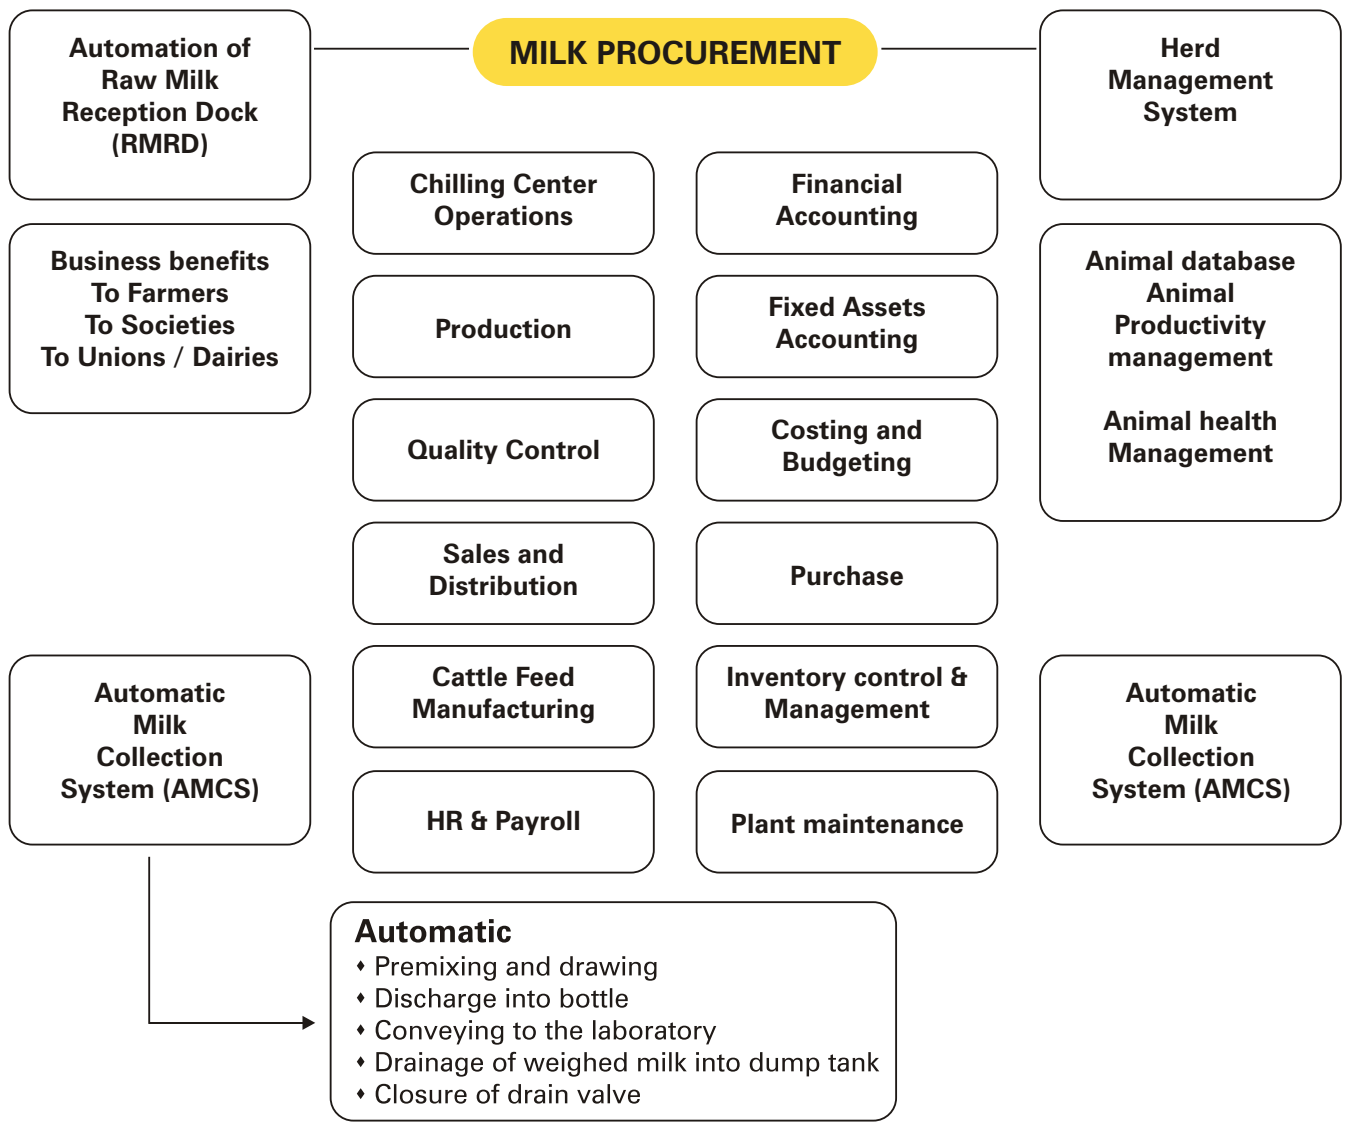 MILK PROCUREMENT
Automation of
Raw Milk
Reception Dock
(RMRD)
Herd
Management
System
Business benefits
To Farmers
To Societies
To Unions / Dairies
Chilling Center
Operations
Financial
Accounting
Production
Fixed Assets
Accounting
Quality Control
Costing and
Budgeting
Sales and
Distribution
Purchase
Cattle Feed
Manufacturing
Inventory control &
Management
HR & Payroll
Plant maintenance
Animal database
Animal
Productivity
management
Animal health
Management
Automatic
Milk
Collection
System (AMCS)
Automatic
Milk
Collection
System (AMCS)
Automatic
♦ Premixing and drawing
♦ Discharge into bottle
♦ Conveying to the laboratory
♦ Drainage of weighed milk into dump tank
♦ Closure of drain valve